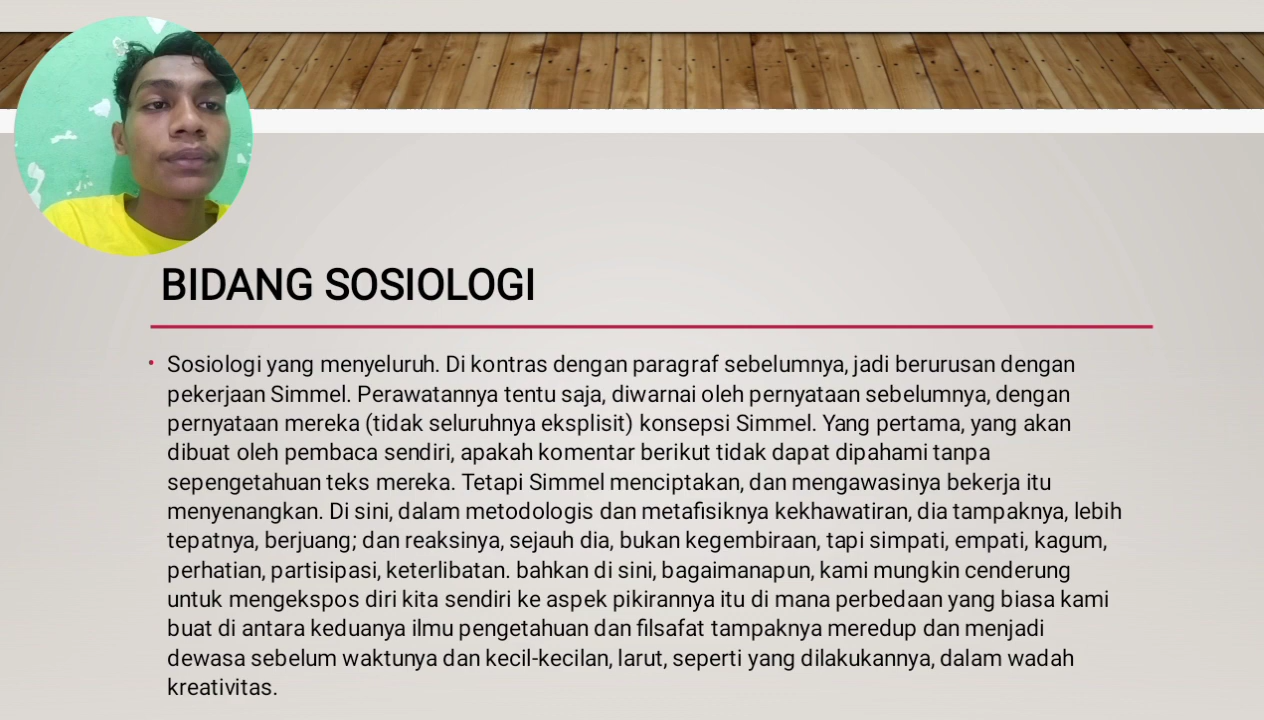 BIDANG SOSIOLOGI
• Sosiologi yang menyeluruh. Di kontras dengan paragraf sebelumnya, jadi berurusan dengan
pekerjaan Simmel. Perawatannya tentu saja, diwarnai oleh pernyataan sebelumnya, dengan
pernyataan mereka (tidak seluruhnya eksplisit) konsepsi Simmel. Yang pertama, yang akan
dibuat oleh pembaca sendiri, apakah komentar berikut tidak dapat dipahami tanpa
sepengetahuan teks mereka. Tetapi Simmel menciptakan, dan mengawasinya bekerja itu
menyenangkan. Di sini, dalam metodologis dan metafisiknya kekhawatiran, dia tampaknya, lebih
tepatnya, berjuang; dan reaksinya, sejauh dia, bukan kegembiraan, tapi simpati, empati, kagum,
perhatian, partisipasi, keterlibatan. bahkan di sini, bagaimanapun, kami mungkin cenderung
untuk mengekspos diri kita sendiri ke aspek pikirannya itu di mana perbedaan yang biasa kami
buat di antara keduanya ilmu pengetahuan dan filsafat tampaknya meredup dan menjadi
dewasa sebelum waktunya dan kecil-kecilan, larut, seperti yang dilakukannya, dalam wadah
kreativitas.